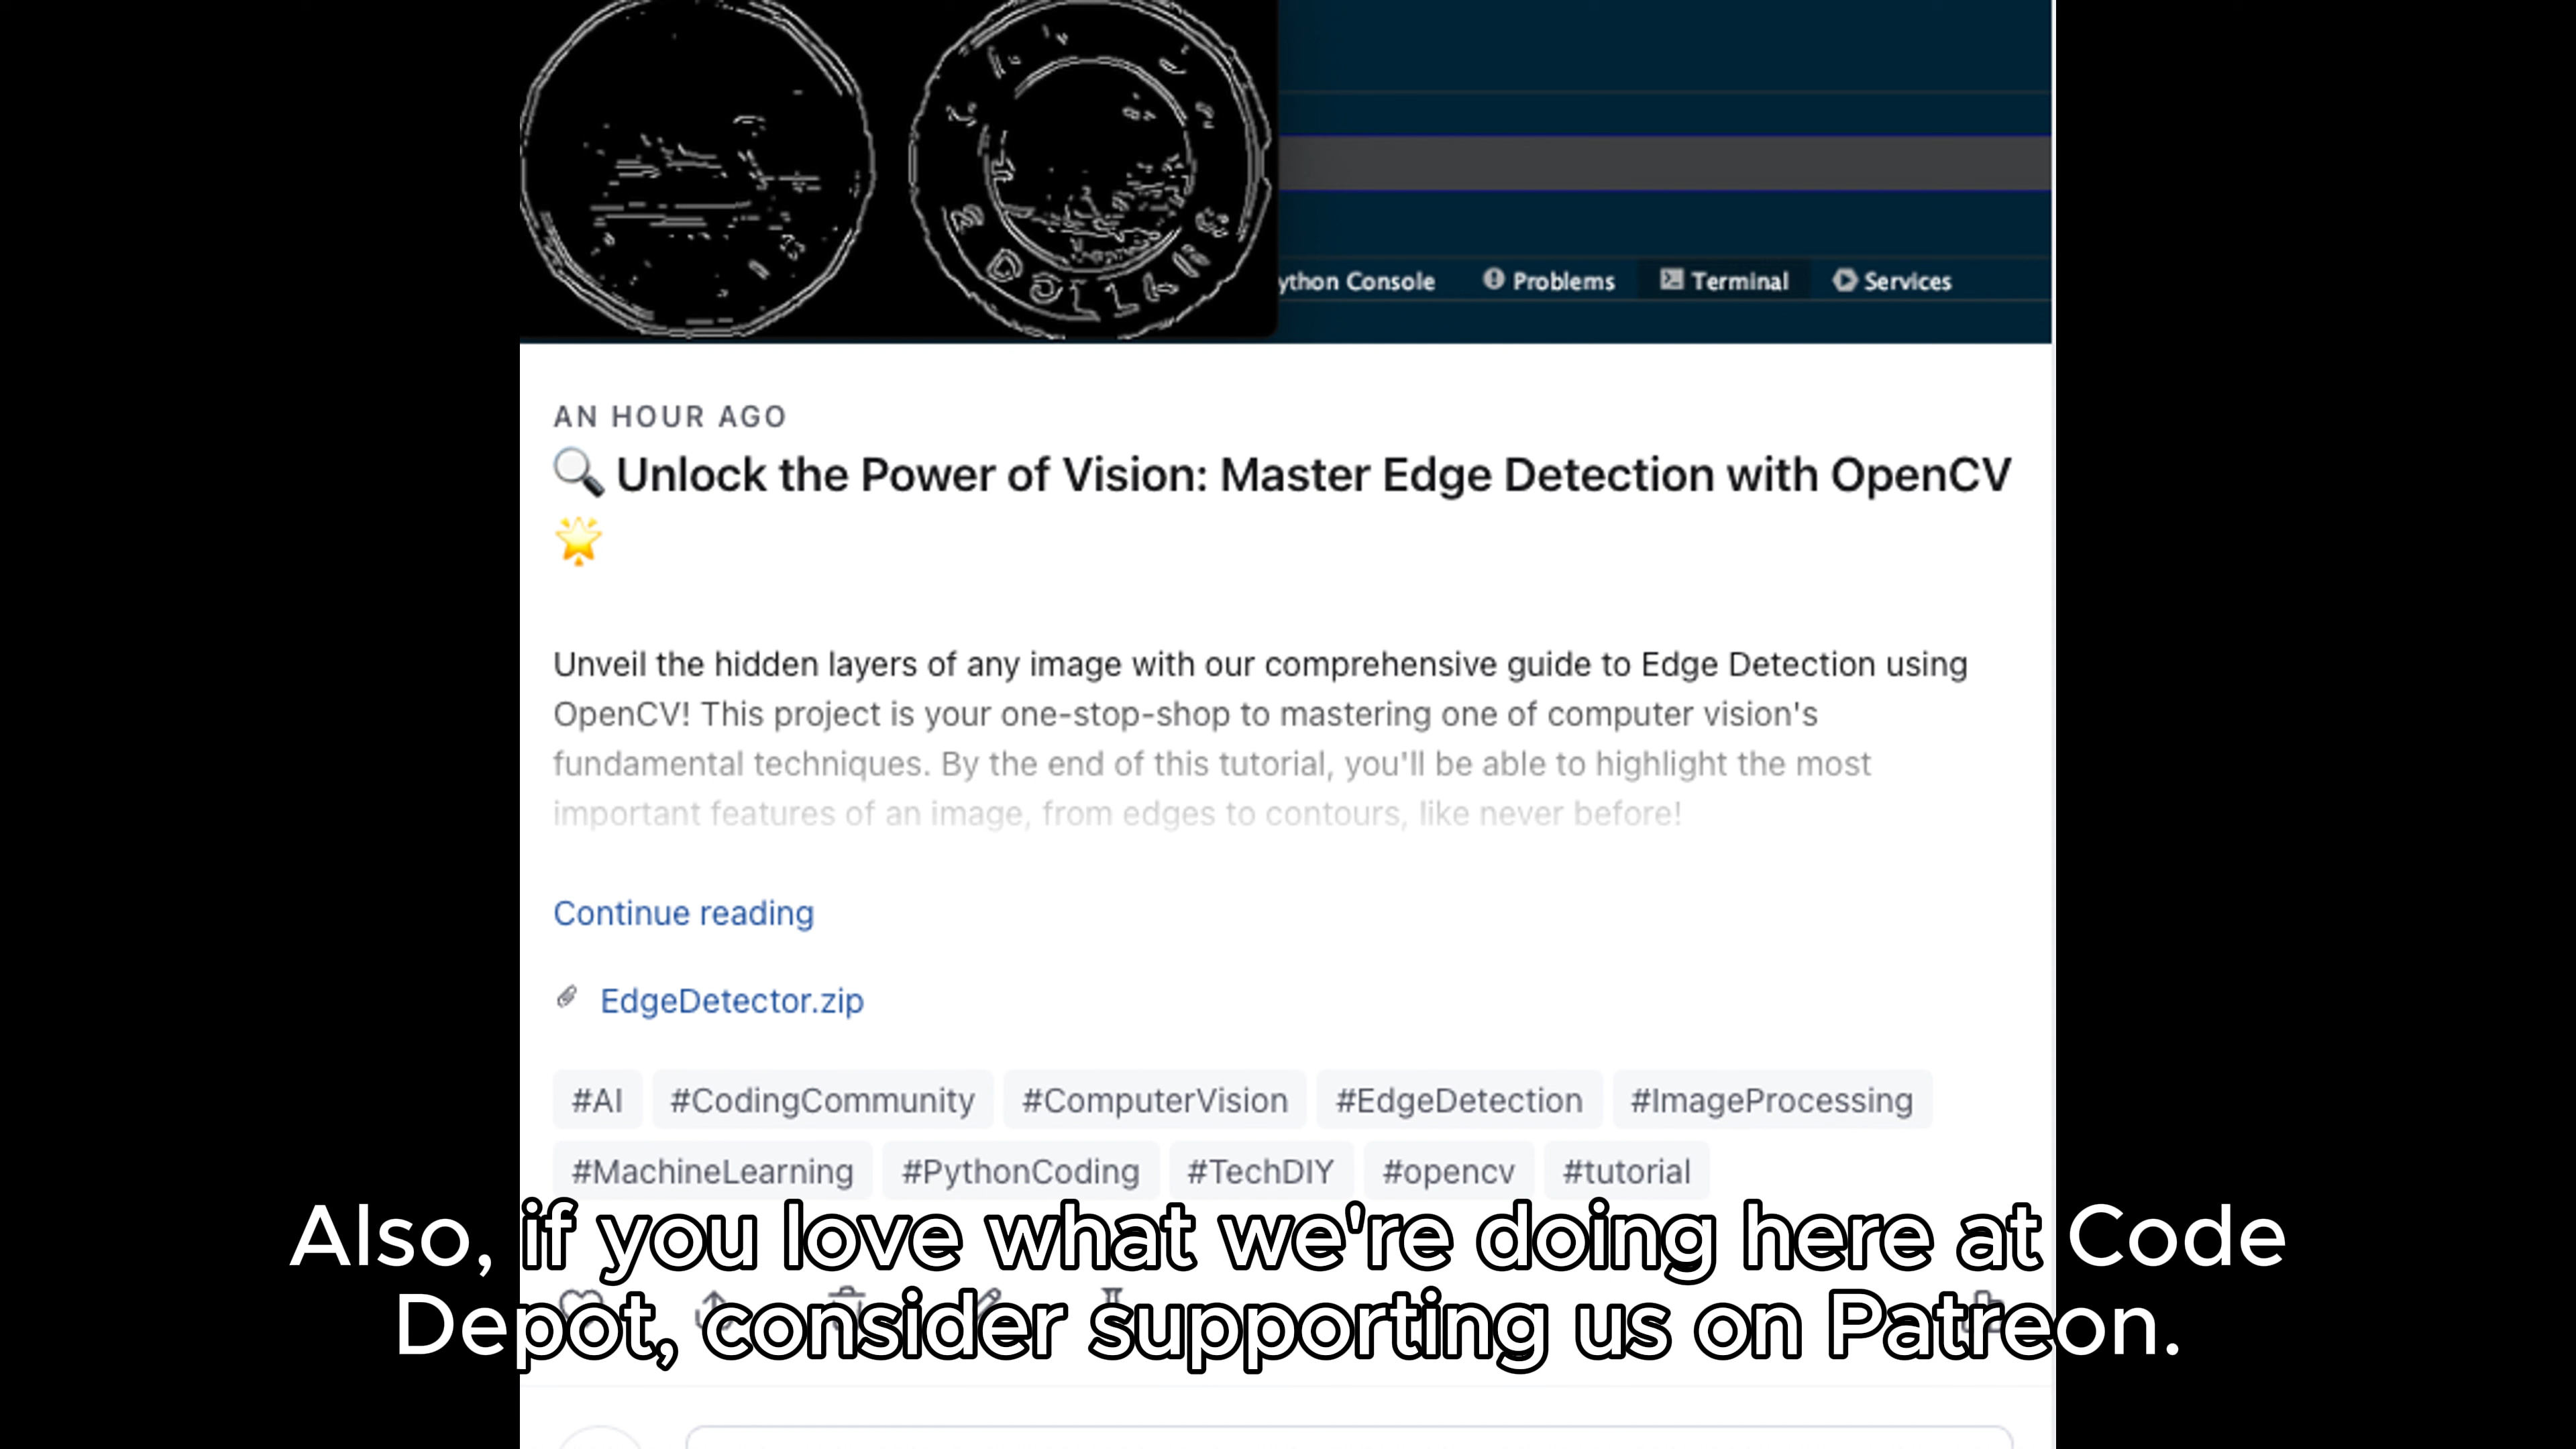 ython Console Problems Terminal Services
AN HOUR AGO
🔍 Unlock the Power of Vision: Master Edge Detection with OpenCV
🌟
Unveil the hidden layers of any image with our comprehensive guide to Edge Detection using
OpenCV! This project is your one-stop-shop to mastering one of computer vision's
fundamental techniques. By the end of this tutorial, you'll be able to highlight the most
important features of an image, from edges to contours, like never before!
Continue reading
EdgeDetector.zip
#AI #CodingCommunity #ComputerVision #EdgeDetection #ImageProcessing
#MachineLearning #PythonCoding #TechDIY #opencv #tutorial
Also, if you love what we're doing here at Code
Depot, consider supporting us on Patreon.